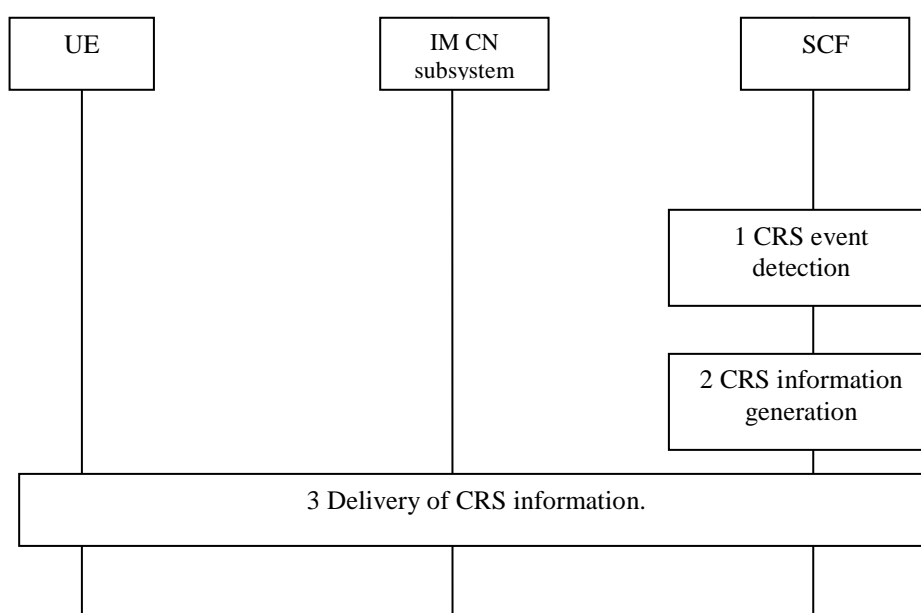 UE
IM CN
subsystem
SCF
1 CRS event
detection
2 CRS information
generation
3 Delivery of CRS information.